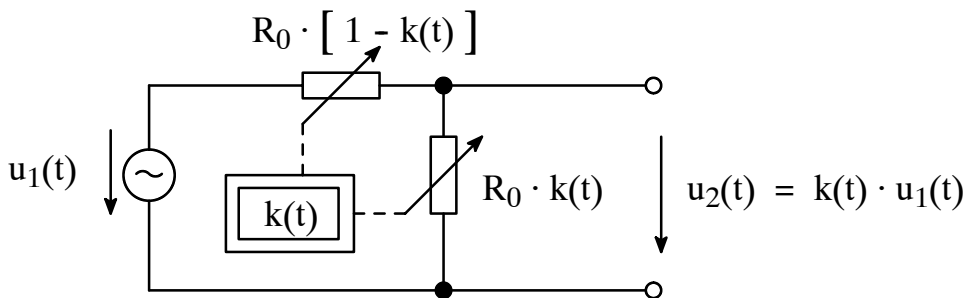 R₀ · [ 1 - k(t) ]
u₁(t)
k(t)
R₀ · k(t)
u₂(t) = k(t) · u₁(t)